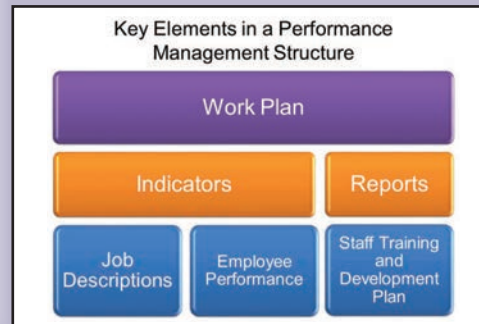 Key Elements in a Performance
Management Structure
Work Plan
Indicators
Reports
Job
Descriptions
Employee
Performance
Staff Training
and
Development
Plan